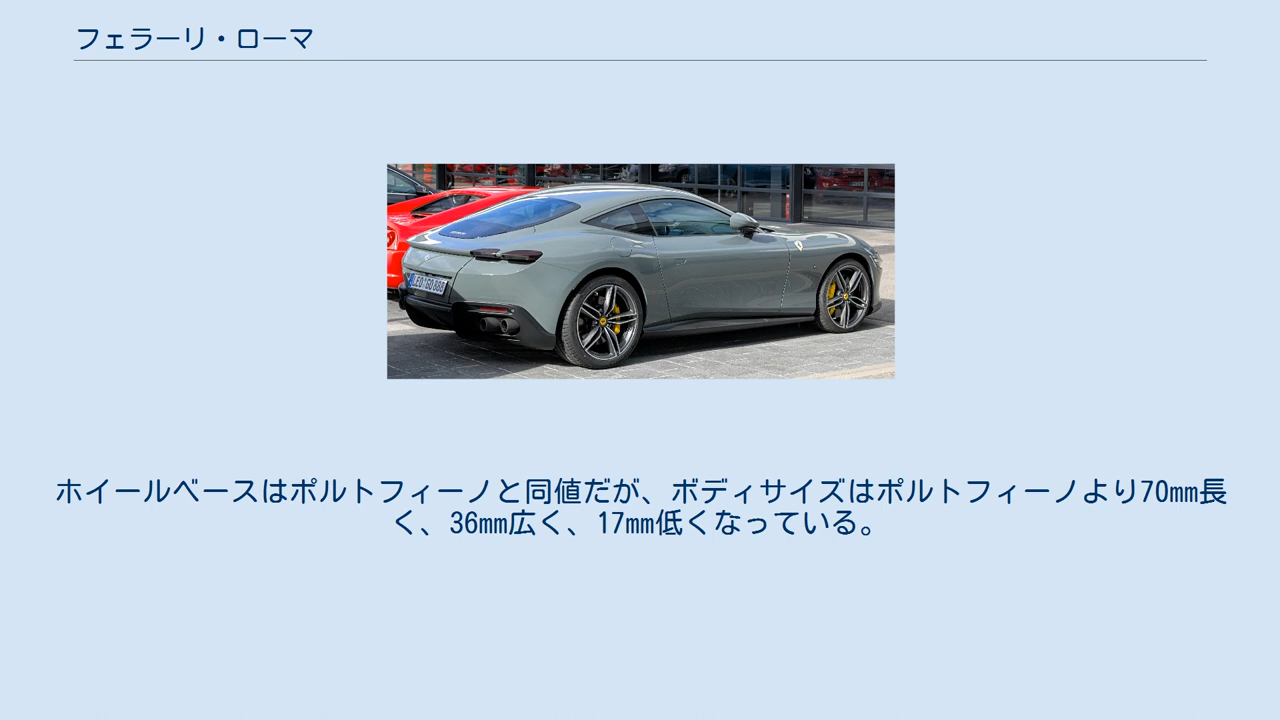 フェラーリ・ローマ
LEO GO 888
ホイールベースはポルトフィーノと同値だが、ボディサイズはポルトフィーノより70mm長
く、36mm広く、17mm低くなっている。